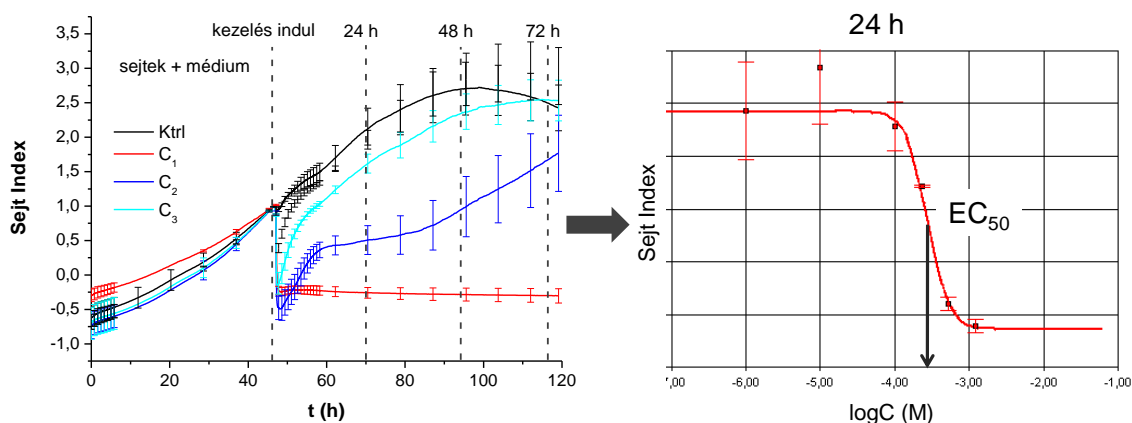 kezelés indul
24 h
48 h
72 h
sejtek + médium
Ktrl
C1
C2
C3
Sejt Index
3,5
3,0
2,5
2,0
1,5
1,0
0,5
0,0
-0,5
-1,0
0 20 40 60 80 100 120
t (h)
24 h
EC50
Sejt Index
7,00 -6,00 -5,00 -4,00 -3,00 -2,00 -1,00
logC (M)